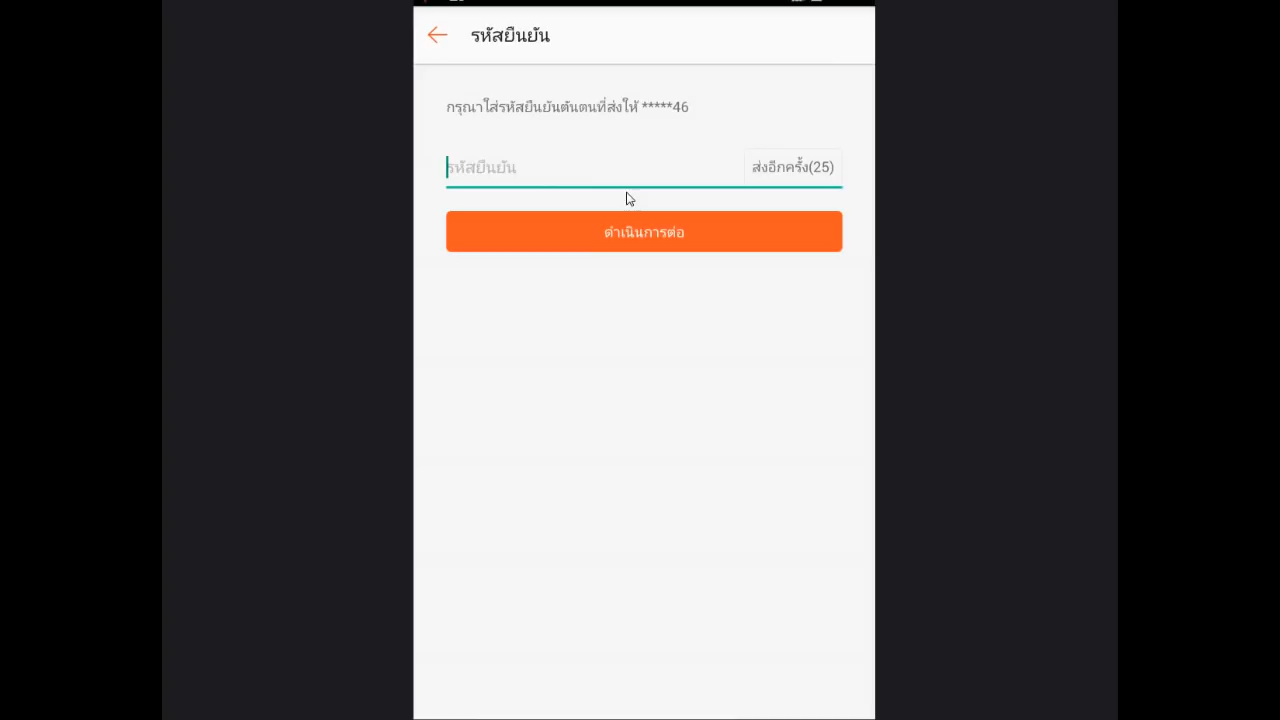 รหัสยืนยัน
กรุณาใส่รหัสยืนยันตันตนที่ส่งให้ *****46
รหัสยืนยัน
ส่งอีกครั้ง(25)
ดำเนินการต่อ